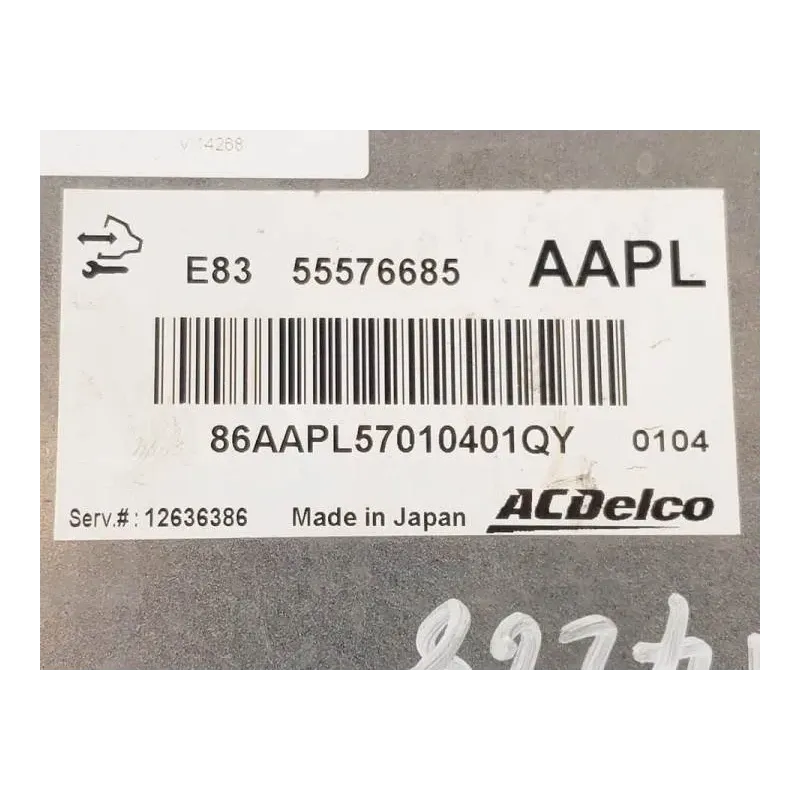 v 14268
E83 55576685 AAPL
86AAPL57010401QY 0104
Serv.#: 12636386 Made in Japan ACDelco